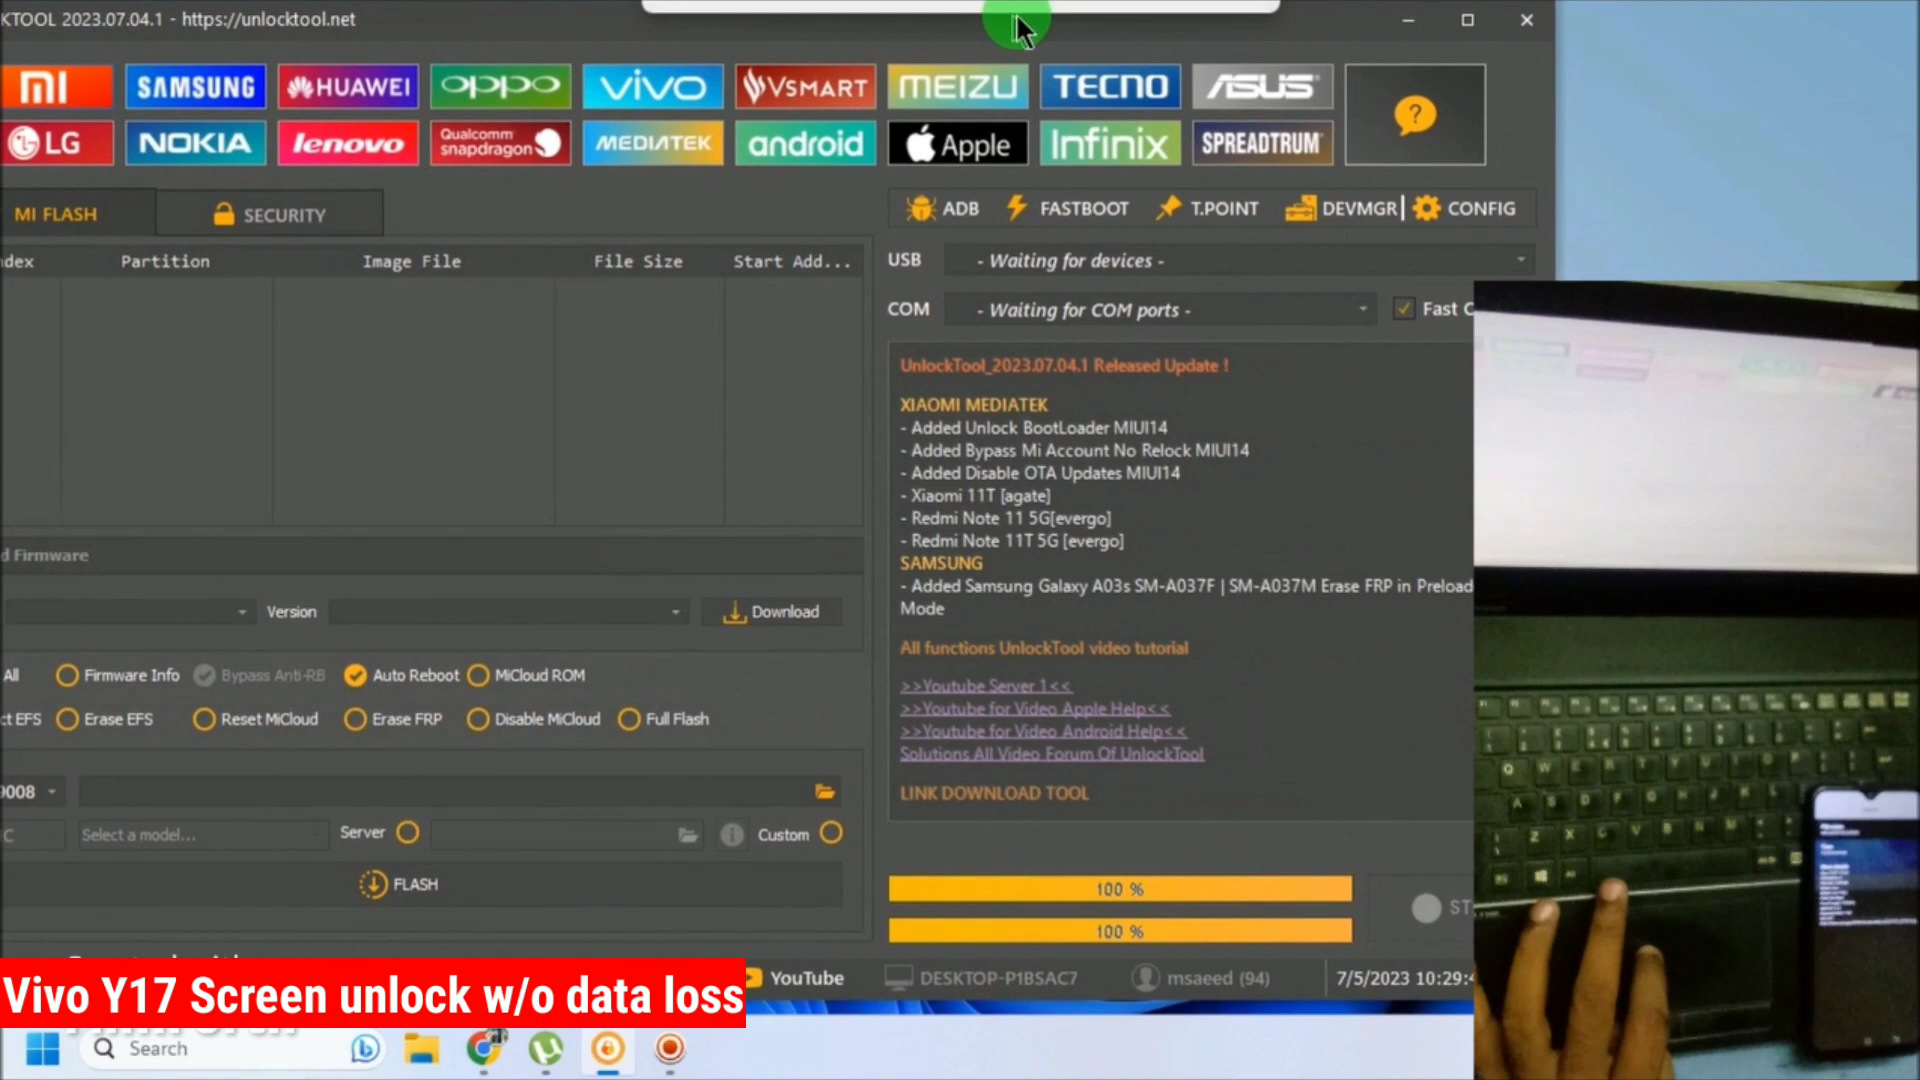 KTOOL 2023.07.04.1 - https://unlocktool.net
mi SAMSUNG HUAWEI oppo vivo VSMART MEIZU TECNO ASUS ?
LG NOKIA lenovo Qualcomm snapdragon MEDIATEK android Apple Infinix SPREADTRUM
MI FLASH SECURITY
ADB FASTBOOT T.POINT DEVMGR CONFIG
ndex Partition Image File File Size Start Add...
USB - Waiting for devices -
COM - Waiting for COM ports - Fast C
UnlockTool_2023.07.04.1 Released Update !
XIAOMI MEDIATEK
- Added Unlock BootLoader MIUI14
- Added Bypass Mi Account No Relock MIUI14
- Added Disable OTA Updates MIUI14
- Xiaomi 11T [agate]
- Redmi Note 11 5G[evergo]
- Redmi Note 11T 5G [evergo]
SAMSUNG
- Added Samsung Galaxy A03s SM-A037F | SM-A037M Erase FRP in Preload
Mode
All functions UnlockTool video tutorial
>>Youtube Server 1<<
>>Youtube for Video Apple Help<<
>>Youtube for Video Android Help<<
Solutions All Video Forum Of UnlockTool
LINK DOWNLOAD TOOL
d Firmware
Version Download
All Firmware Info Bypass Anti-RB Auto Reboot MiCloud ROM
ct EFS Erase EFS Reset MiCloud Erase FRP Disable MiCloud Full Flash
9008
C Select a model... Server Custom
FLASH
100 %
100 %
ST
YouTube DESKTOP-P1BSAC7 msaeed (94) 7/5/2023 10:29:4
Vivo Y17 Screen unlock w/o data loss
Search